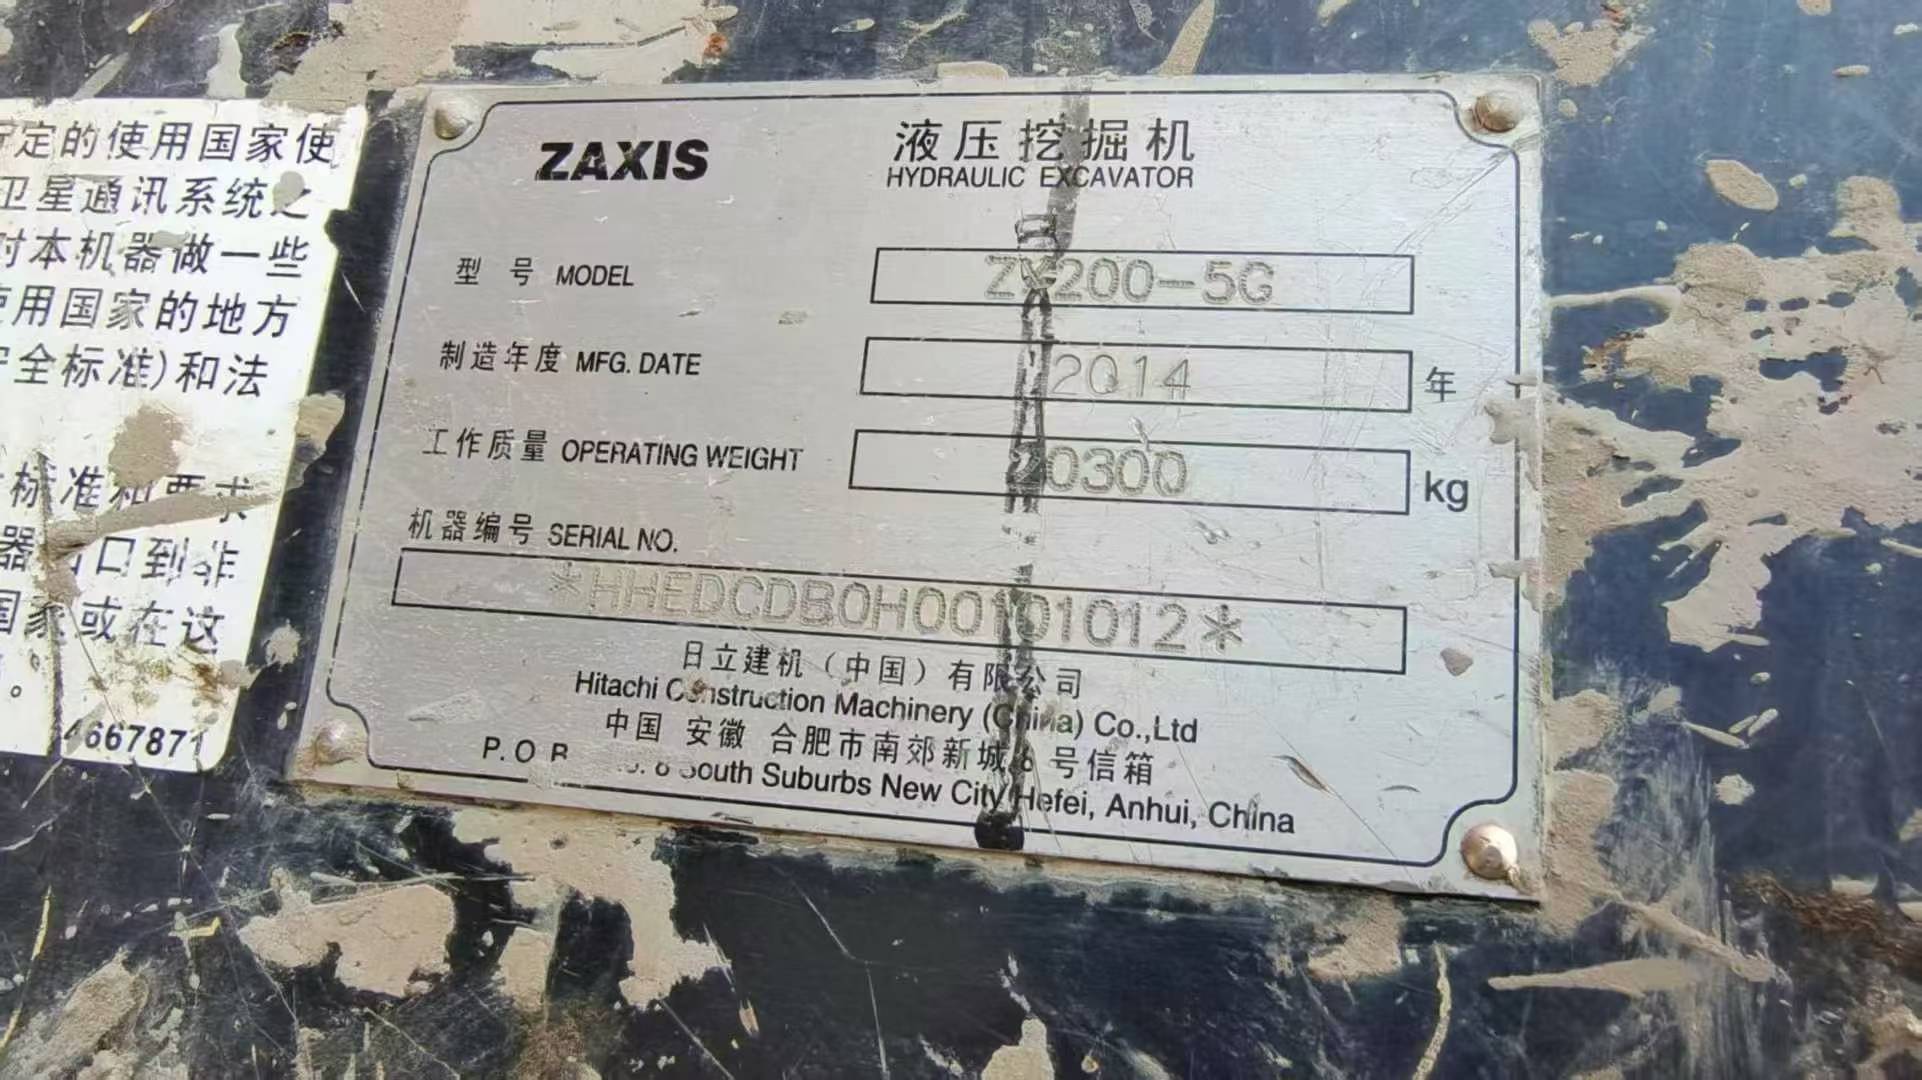 定的使用国家使
卫星通讯系统之
对本机器做一些
使用国家的地方
安全标准)和法
标准和要求
器出口到非
国家或在这
。
4667871
ZAXIS
液压挖掘机
HYDRAULIC EXCAVATOR
型号 MODEL ZX200-5G
制造年度 MFG. DATE 2014 年
工作质量 OPERATING WEIGHT 20300 kg
机器编号 SERIAL NO.
*HHEDCDB0H00101012*
日立建机（中国）有限公司
Hitachi Construction Machinery (China) Co.,Ltd
中国 安徽 合肥市南郊新城 8 号信箱
P.O 8 South Suburbs New City Hefei, Anhui, China